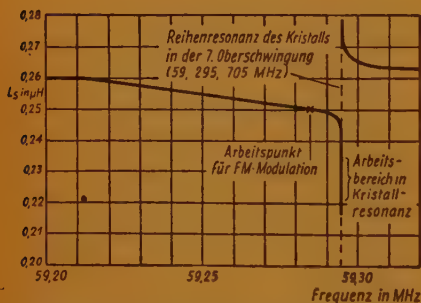 0,28
0,27
0,26
Ls in µH
0,25
0,24
0,23
0,22
0,21
0,20
Reihenresonanz des Kristalls
in der 7. Oberschwingung
(59, 295, 705 MHz)
Arbeitspunkt
für FM-Modulation
Arbeits-
bereich in
Kristall-
resonanz
59,20
59,25
59,30
Frequenz in MHz